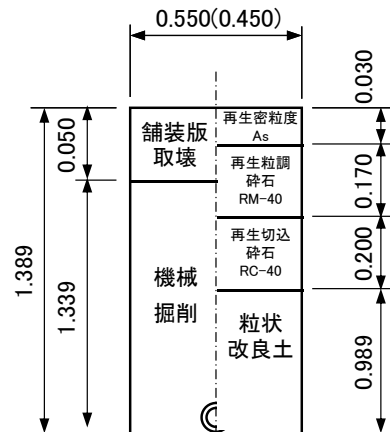 0.550(0.450)
0.030
0.050
1.389
1.339
舗装版
取壊
機械
掘削
再生密粒度
As
再生粒調
砕石
RM-40
再生切込
砕石
RC-40
粒状
改良土
0.170
0.200
0.989